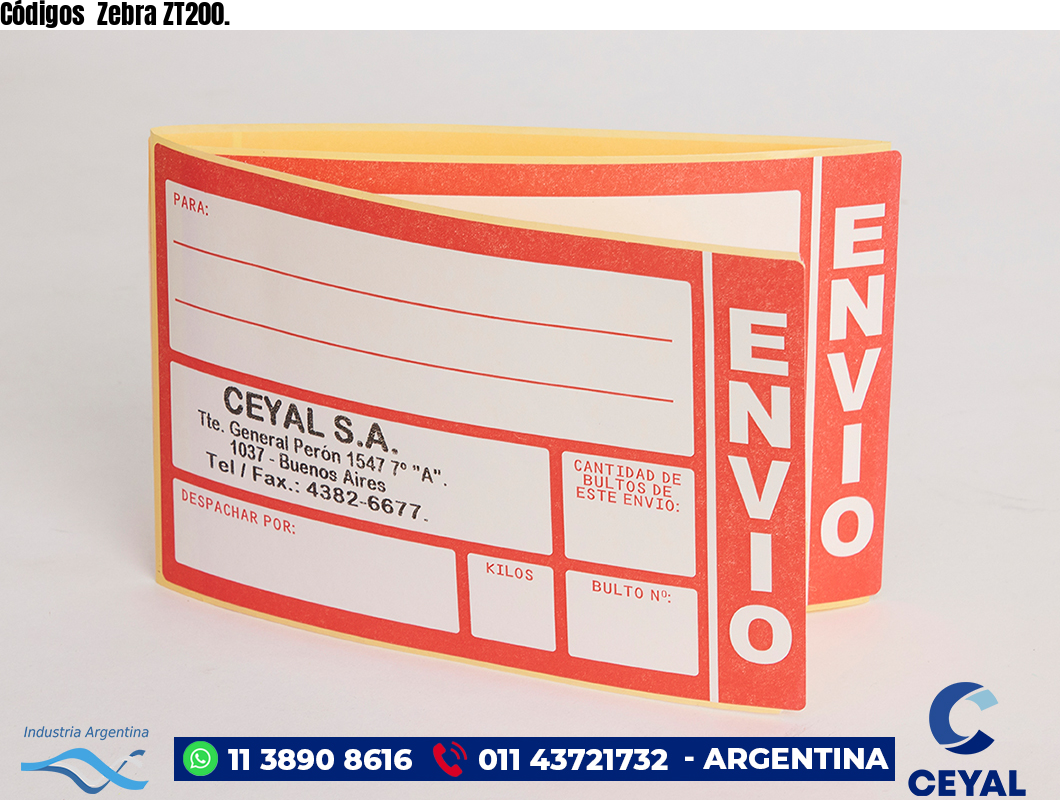 Códigos  Zebra ZT200.
PARA:
CEYAL S.A.
Tte. General Perón 1547 7º "A".
1037 - Buenos Aires
Tel / Fax.: 4382-6677.
DESPACHAR POR:
KILOS
CANTIDAD DE
BULTOS DE
ESTE ENVIO:
BULTO Nº:
ENVIO
ENVIO
Industria Argentina
11 3890 8616
011 43721732 - ARGENTINA
CEYAL